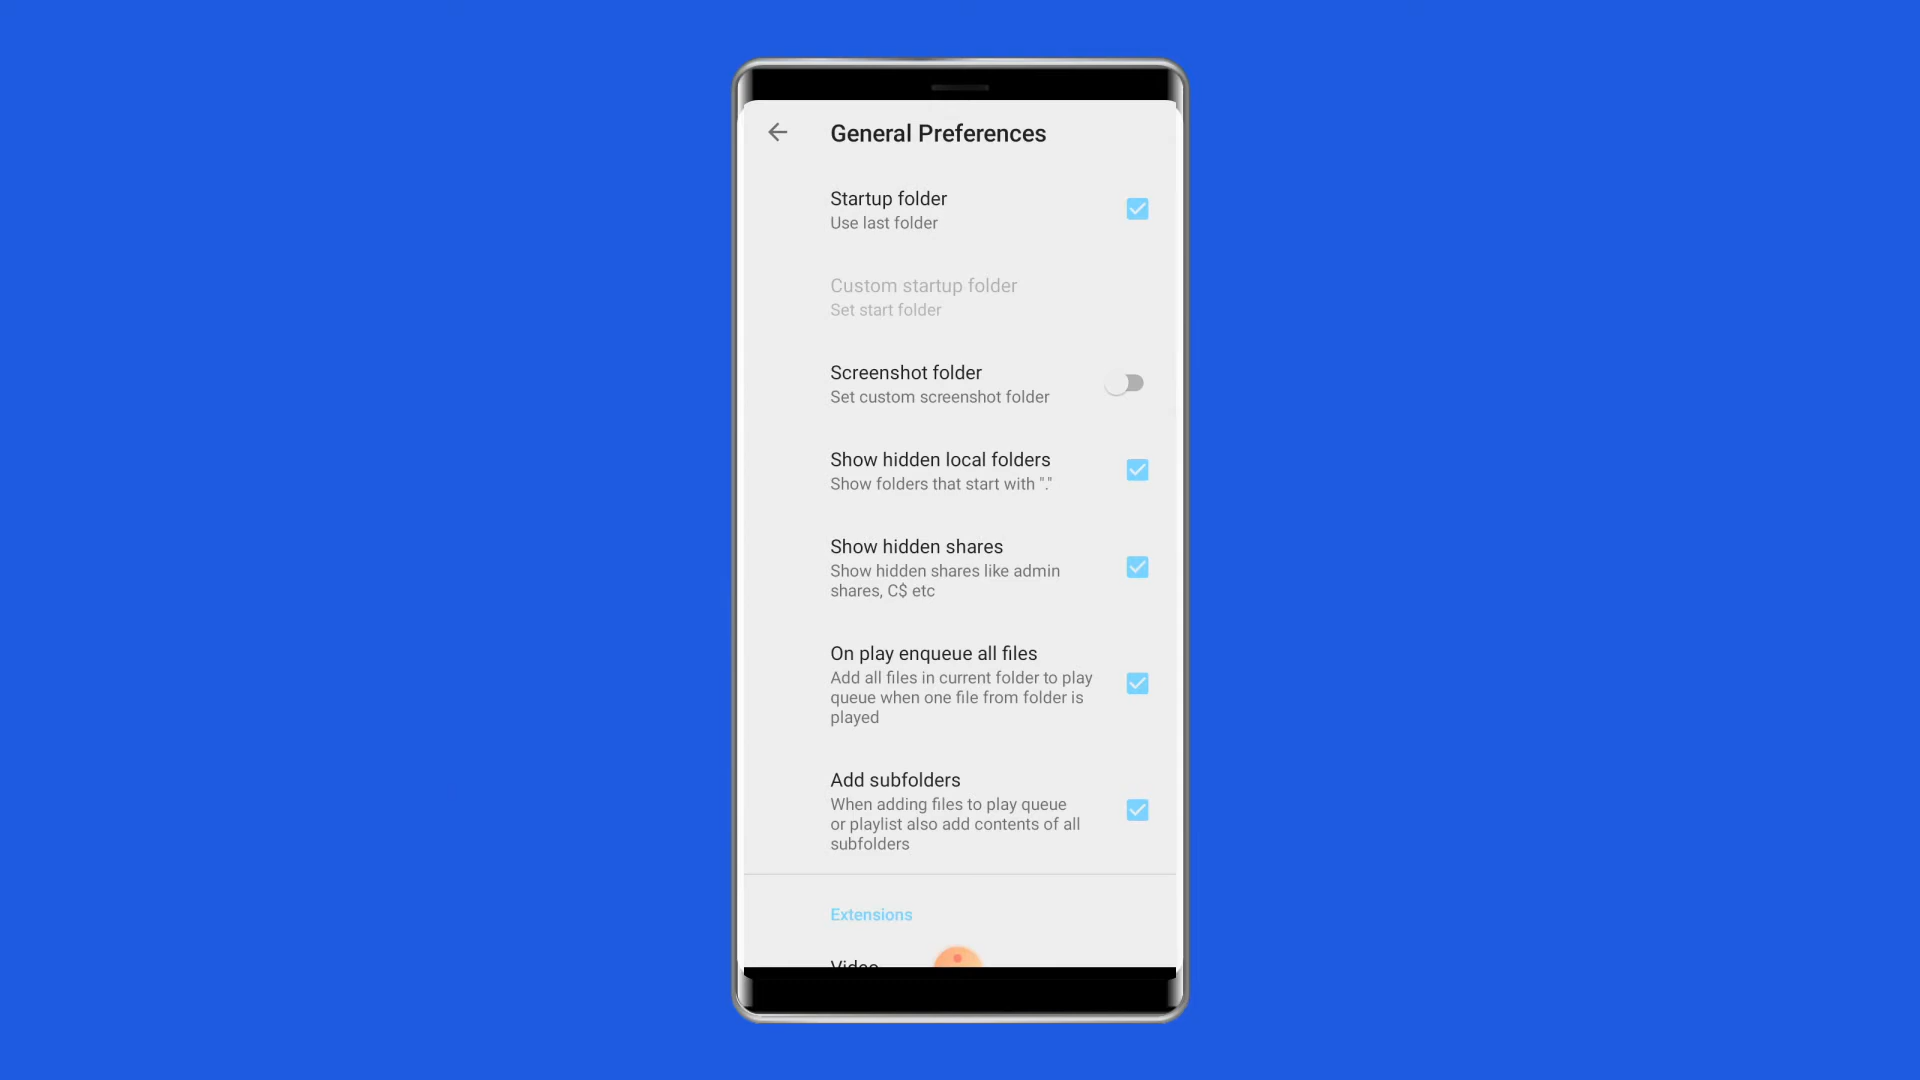 General Preferences
Startup folder
Use last folder
Custom startup folder
Set start folder
Screenshot folder
Set custom screenshot folder
Show hidden local folders
Show folders that start with "."
Show hidden shares
Show hidden shares like admin
shares, C$ etc
On play enqueue all files
Add all files in current folder to play
queue when one file from folder is
played
Add subfolders
When adding files to play queue
or playlist also add contents of all
subfolders
Extensions
Video